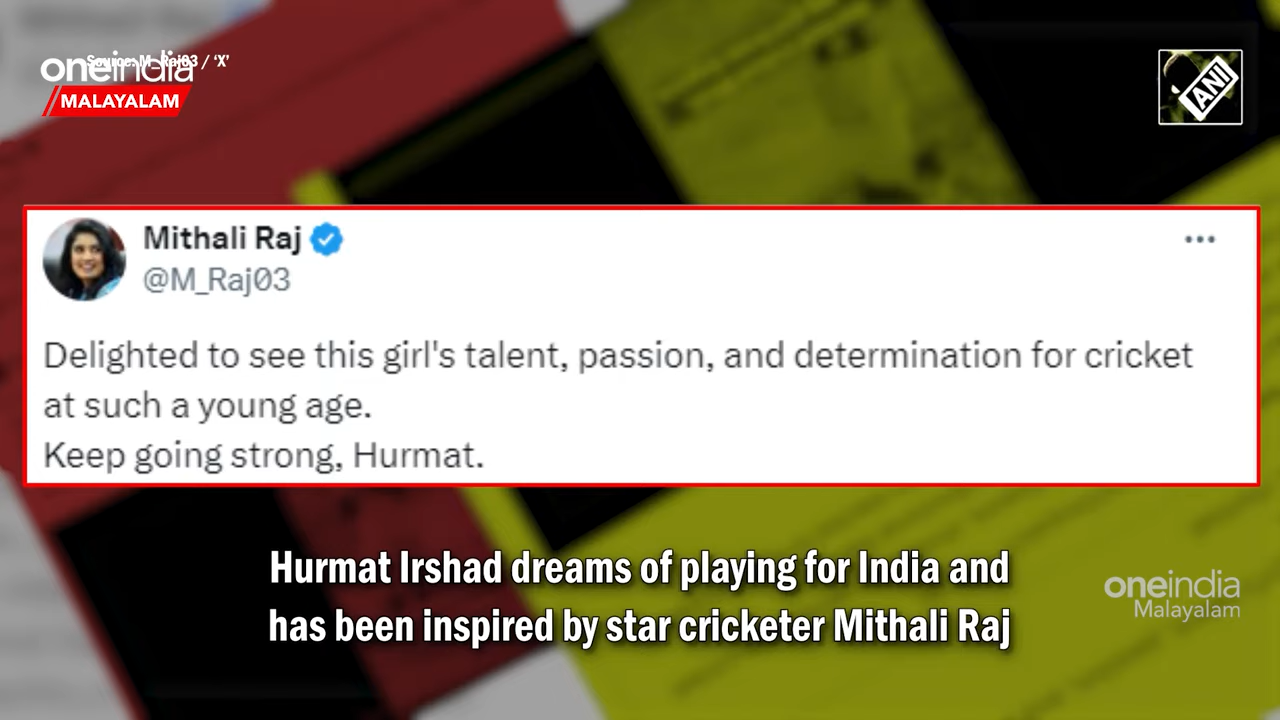 Source: M_Raj03 / ‘X’
oneindia
MALAYALAM
ANI
Mithali Raj
@M_Raj03
Delighted to see this girl's talent, passion, and determination for cricket
at such a young age.
Keep going strong, Hurmat.
Hurmat Irshad dreams of playing for India and
has been inspired by star cricketer Mithali Raj
oneindia
Malayalam